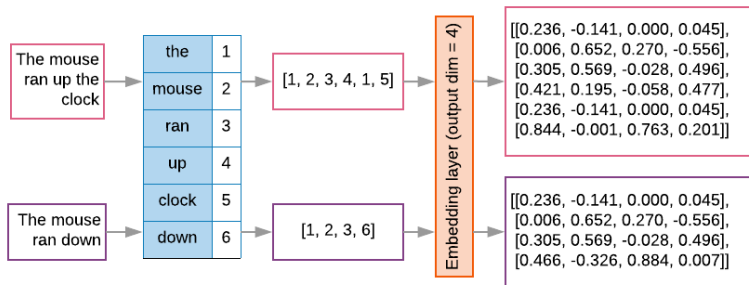 The mouse
ran up the
clock
the 1
mouse 2
ran 3
up 4
clock 5
down 6
[1, 2, 3, 4, 1, 5]
Embedding layer (output dim = 4)
[[0.236, -0.141, 0.000, 0.045],
[0.006, 0.652, 0.270, -0.556],
[0.305, 0.569, -0.028, 0.496],
[0.421, 0.195, -0.058, 0.477],
[0.236, -0.141, 0.000, 0.045],
[0.844, -0.001, 0.763, 0.201]]
The mouse
ran down
[1, 2, 3, 6]
[[0.236, -0.141, 0.000, 0.045],
[0.006, 0.652, 0.270, -0.556],
[0.305, 0.569, -0.028, 0.496],
[0.466, -0.326, 0.884, 0.007]]